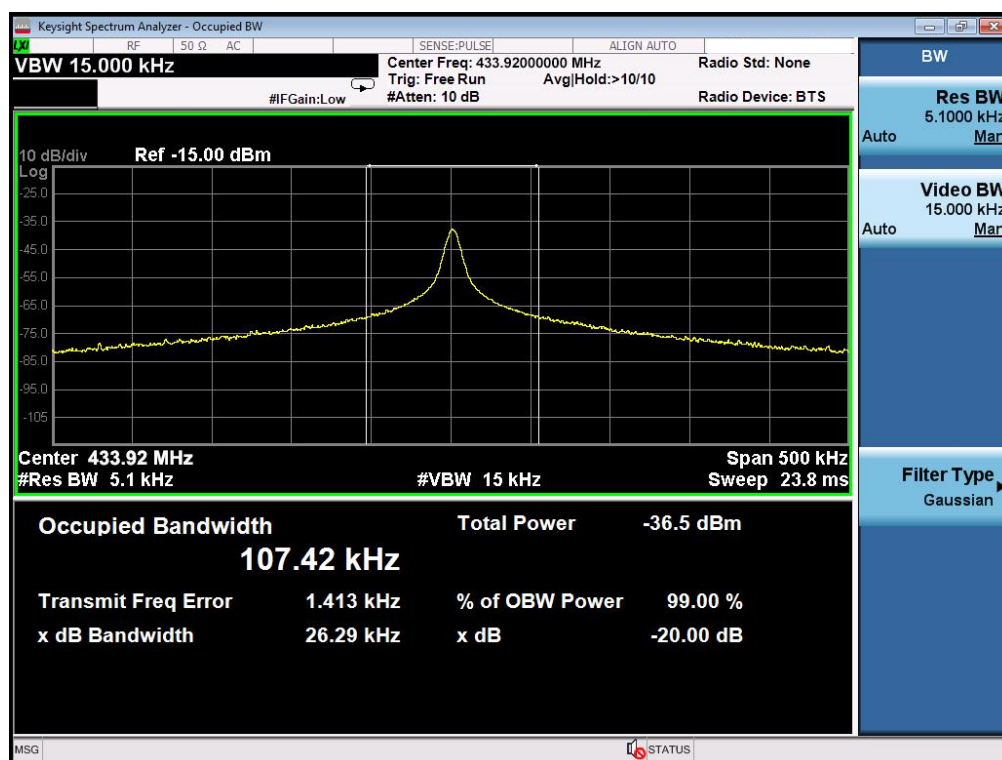 Keysight Spectrum Analyzer - Occupied BW
LXI RF 50 Ω AC SENSE:PULSE ALIGN AUTO
VBW 15.000 kHz
Center Freq: 433.92000000 MHz Radio Std: None
Trig: Free Run Avg|Hold:>10/10
#IFGain:Low #Atten: 10 dB Radio Device: BTS
BW
Res BW
5.1000 kHz
Auto Man
Video BW
15.000 kHz
Auto Man
Filter Type
Gaussian
10 dB/div Ref -15.00 dBm
Log
-25.0
-35.0
-45.0
-55.0
-65.0
-75.0
-85.0
-95.0
-105
Center 433.92 MHz Span 500 kHz
#Res BW 5.1 kHz #VBW 15 kHz Sweep 23.8 ms
Occupied Bandwidth Total Power -36.5 dBm
107.42 kHz
Transmit Freq Error 1.413 kHz % of OBW Power 99.00 %
x dB Bandwidth 26.29 kHz x dB -20.00 dB
MSG STATUS